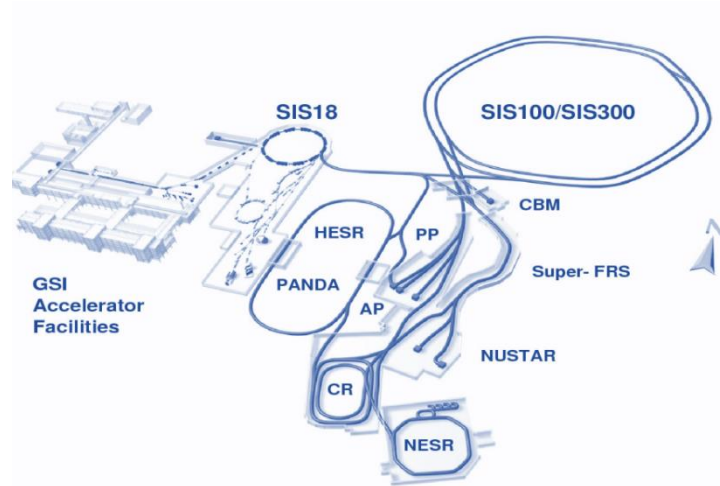 SIS18
SIS100/SIS300
CBM
HESR
PP
Super- FRS
PANDA
GSI
Accelerator
Facilities
AP
NUSTAR
CR
NESR